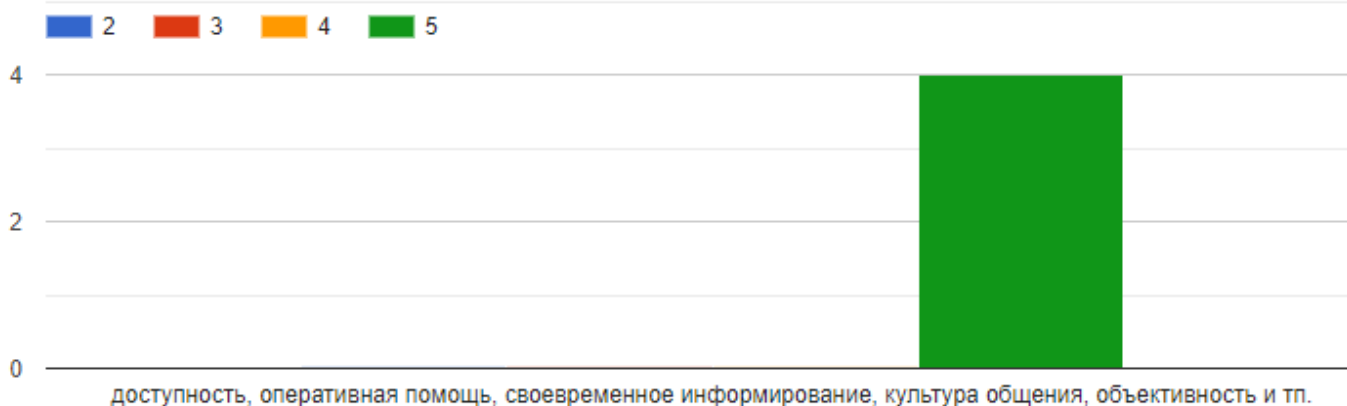 2 3 4 5
4
2
0
доступность, оперативная помощь, своевременное информирование, культура общения, объективность и тп.